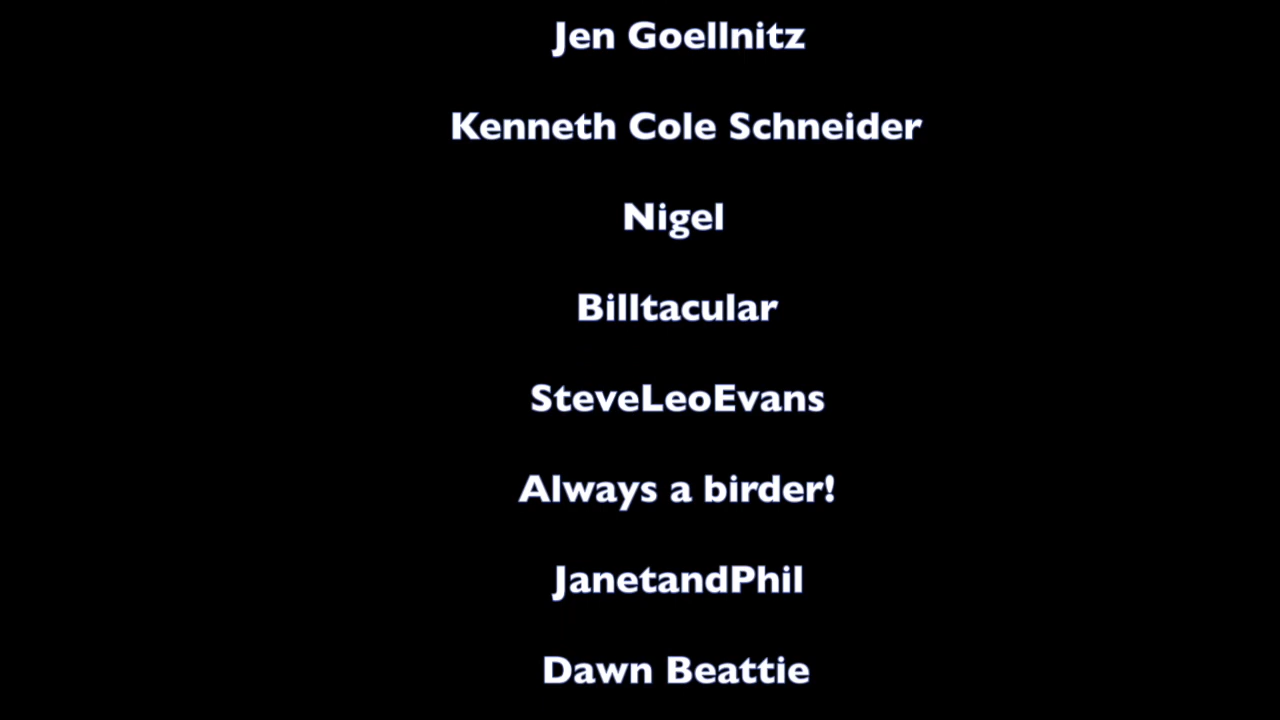 Jen Goellnitz
Kenneth Cole Schneider
Nigel
Billtacular
SteveLeoEvans
Always a birder!
JanetandPhil
Dawn Beattie